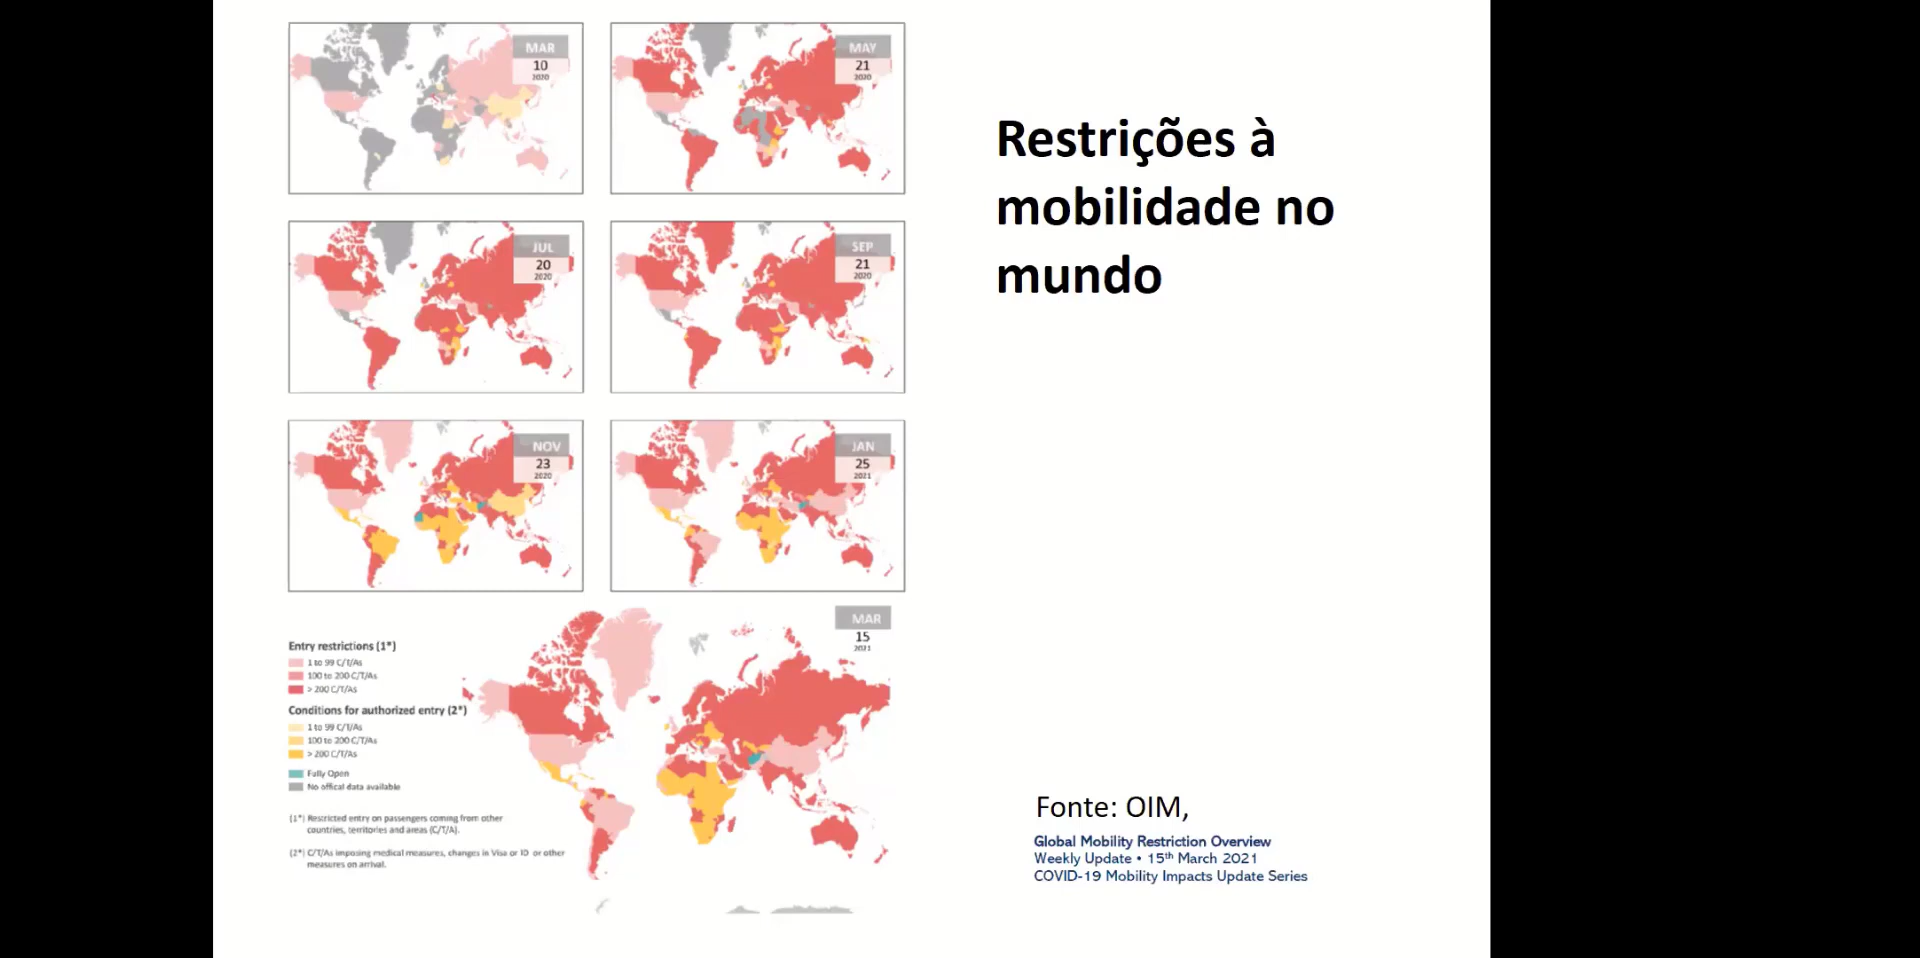 MAR
10
2020
MAY
21
2020
JUL
20
2020
SEP
21
2020
NOV
23
2020
JAN
25
2021
MAR
15
2021
Restrições à
mobilidade no
mundo
Entry restrictions (1*)
1 to 99 C/T/As
100 to 200 C/T/As
> 200 C/T/As
Conditions for authorized entry (2*)
1 to 99 C/T/As
100 to 200 C/T/As
> 200 C/T/As
Fully Open
No offical data available
(1*) Restricted entry on passengers coming from other
countries, territories and areas (C/T/A).
(2*) C/T/As imposing medical measures, changes in Visa or ID or other
measures on arrival.
Fonte: OIM,
Global Mobility Restriction Overview
Weekly Update • 15th March 2021
COVID-19 Mobility Impacts Update Series